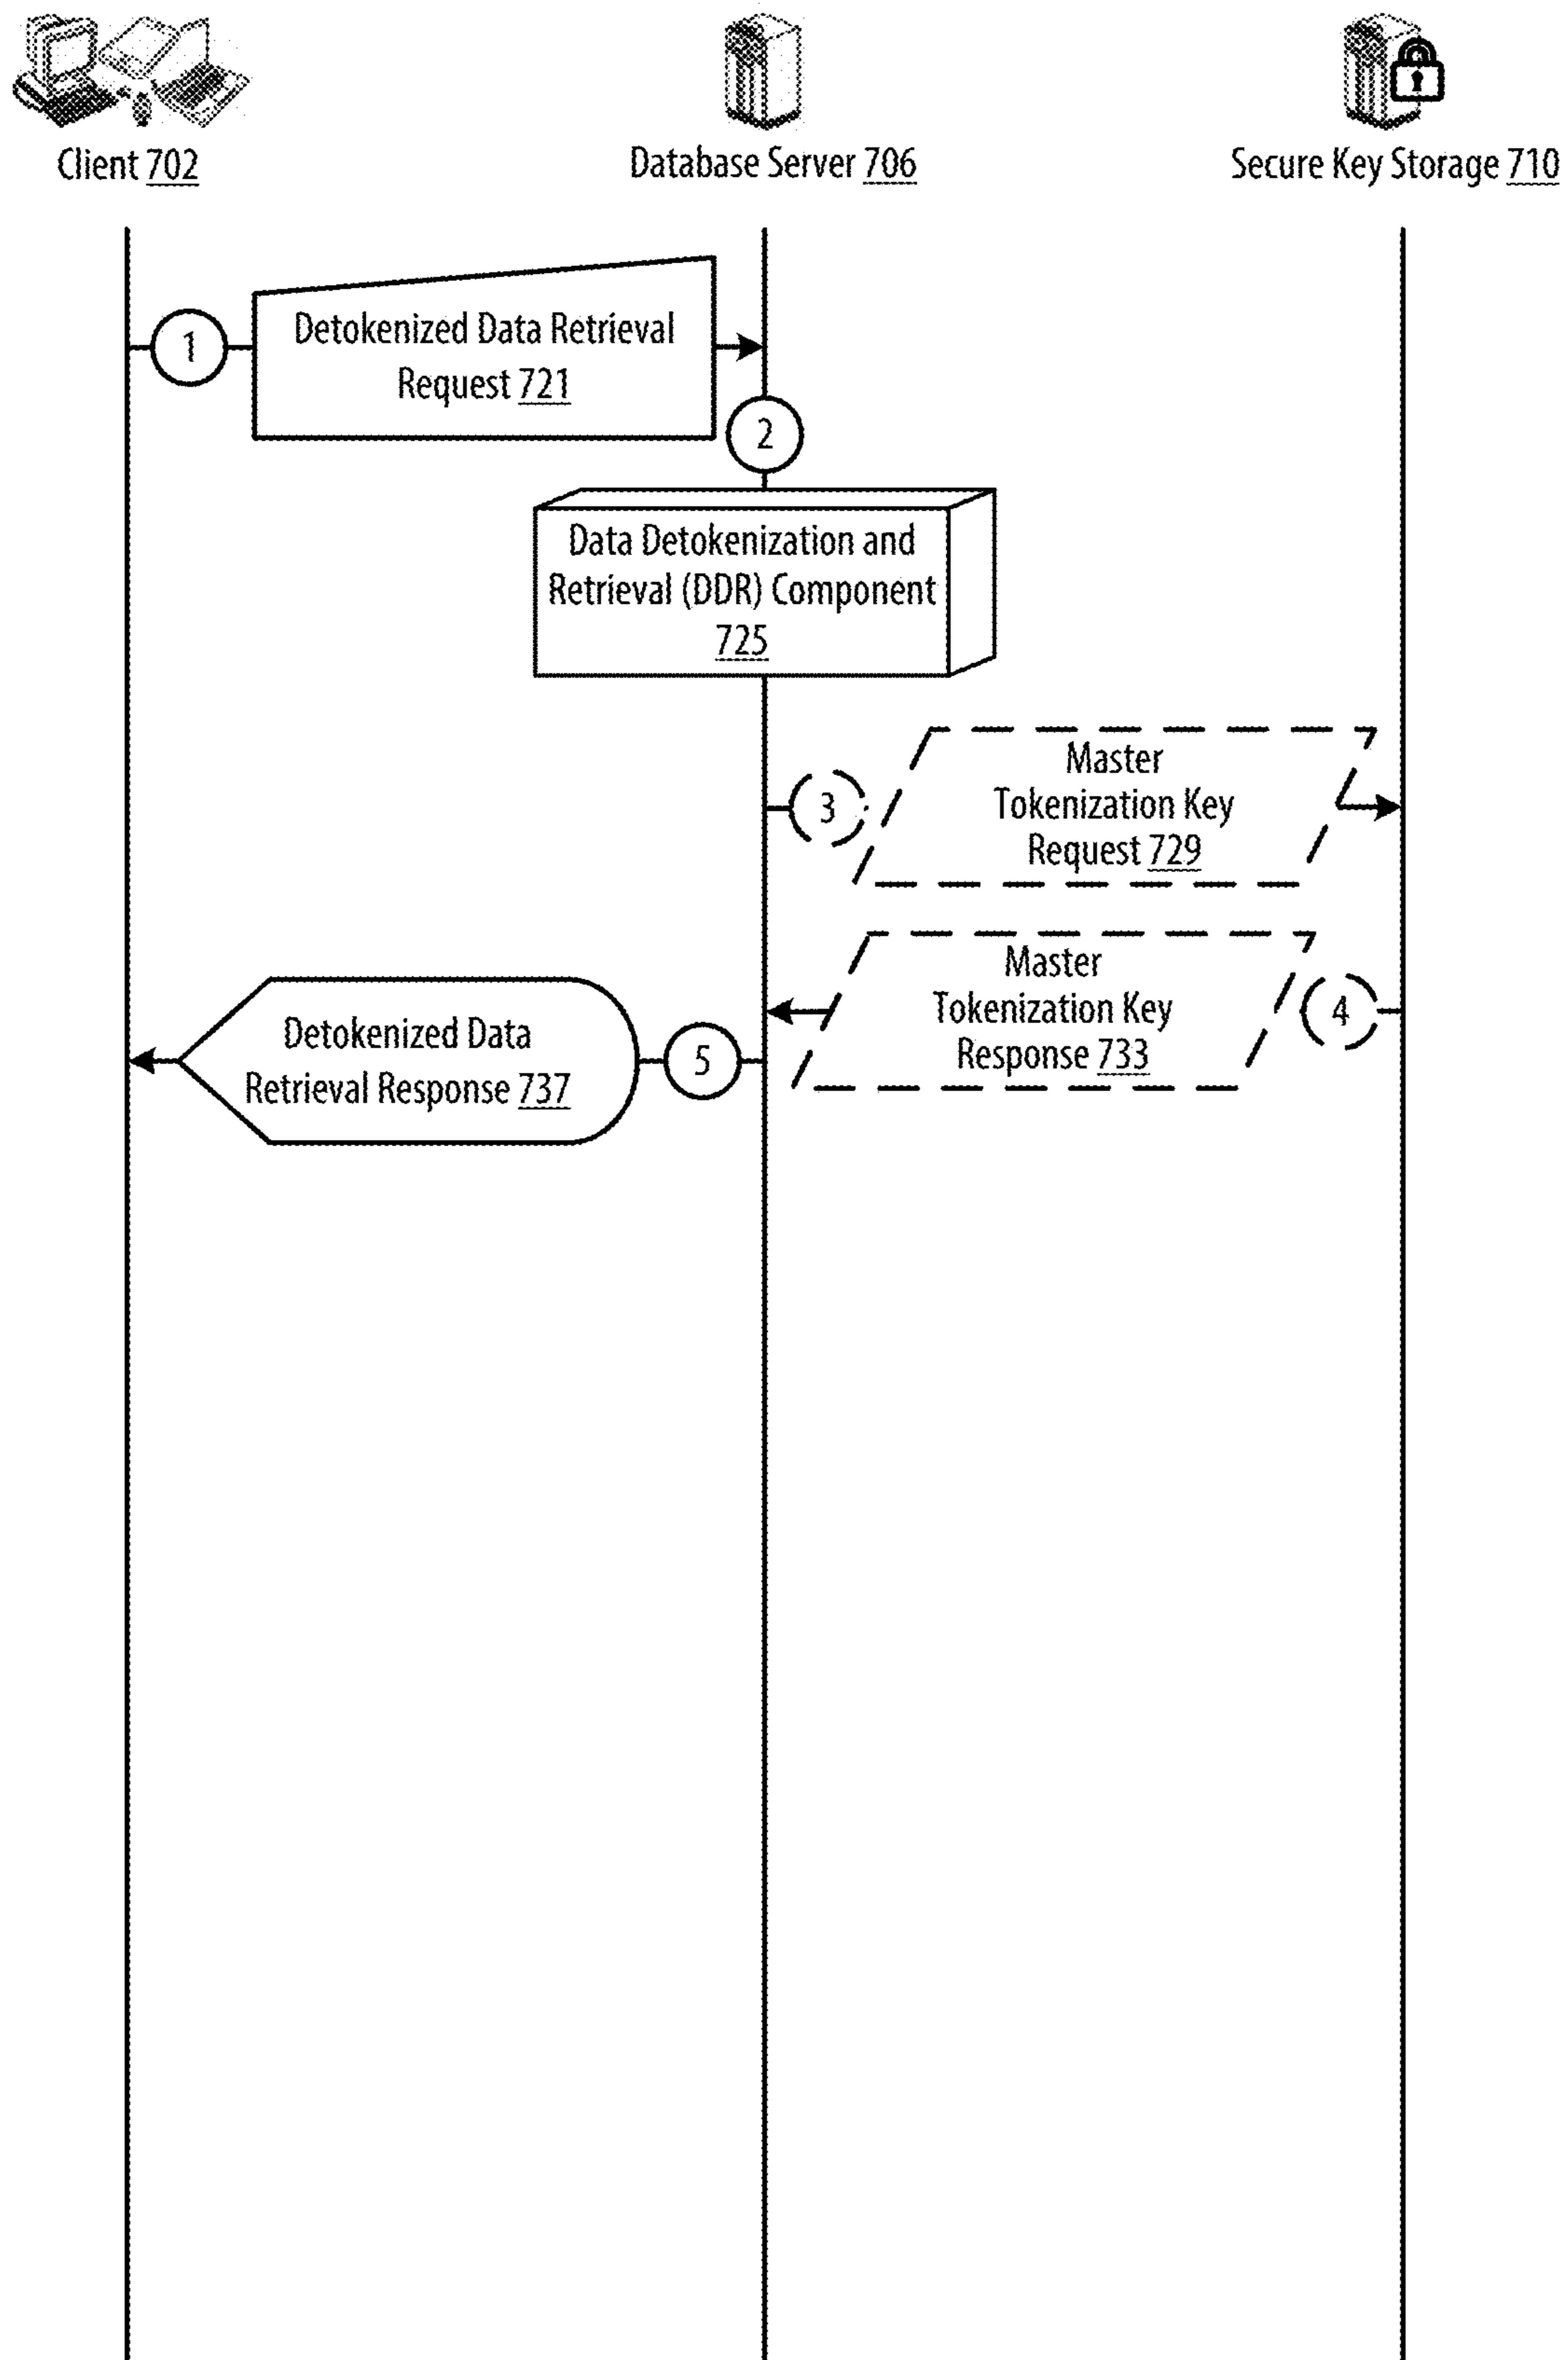 Client 702
Database Server 706
Secure Key Storage 710
1
Detokenized Data Retrieval
Request 721
2
Data Detokenization and
Retrieval (DDR) Component
725
3
Master
Tokenization Key
Request 729
Master
Tokenization Key
Response 733
4
5
Detokenized Data
Retrieval Response 737